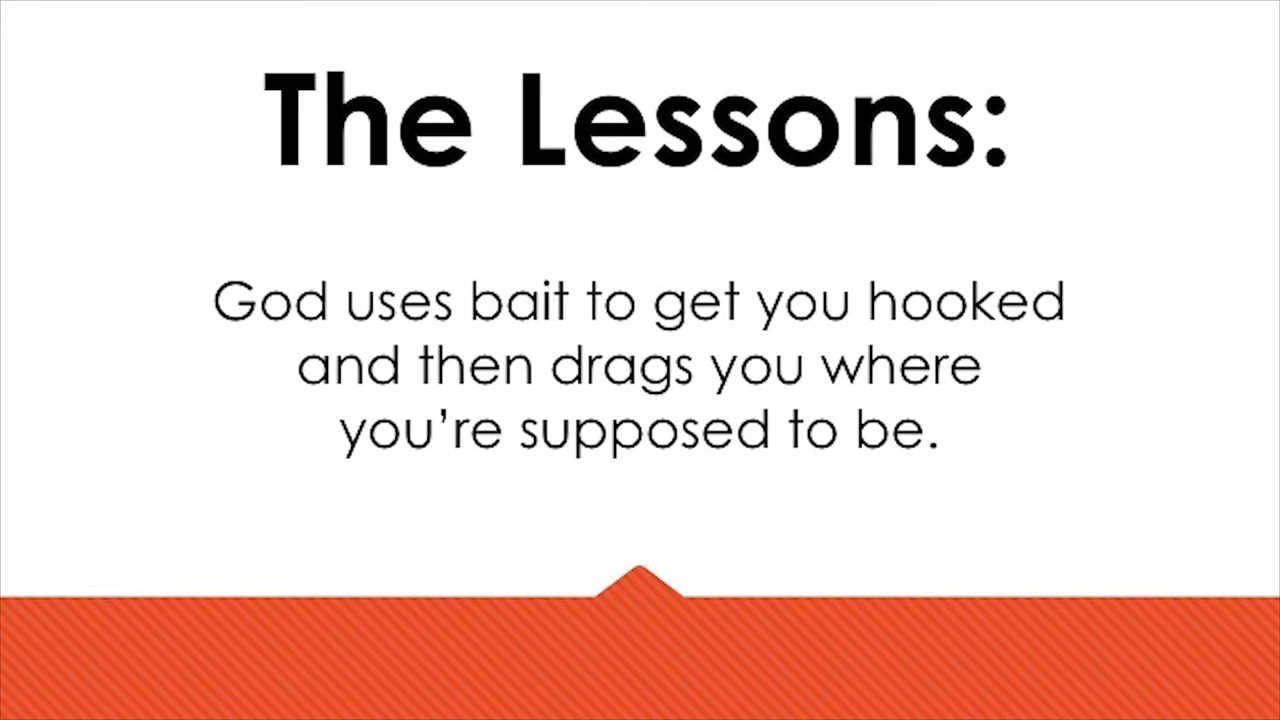 The Lessons:
God uses bait to get you hooked
and then drags you where
you’re supposed to be.